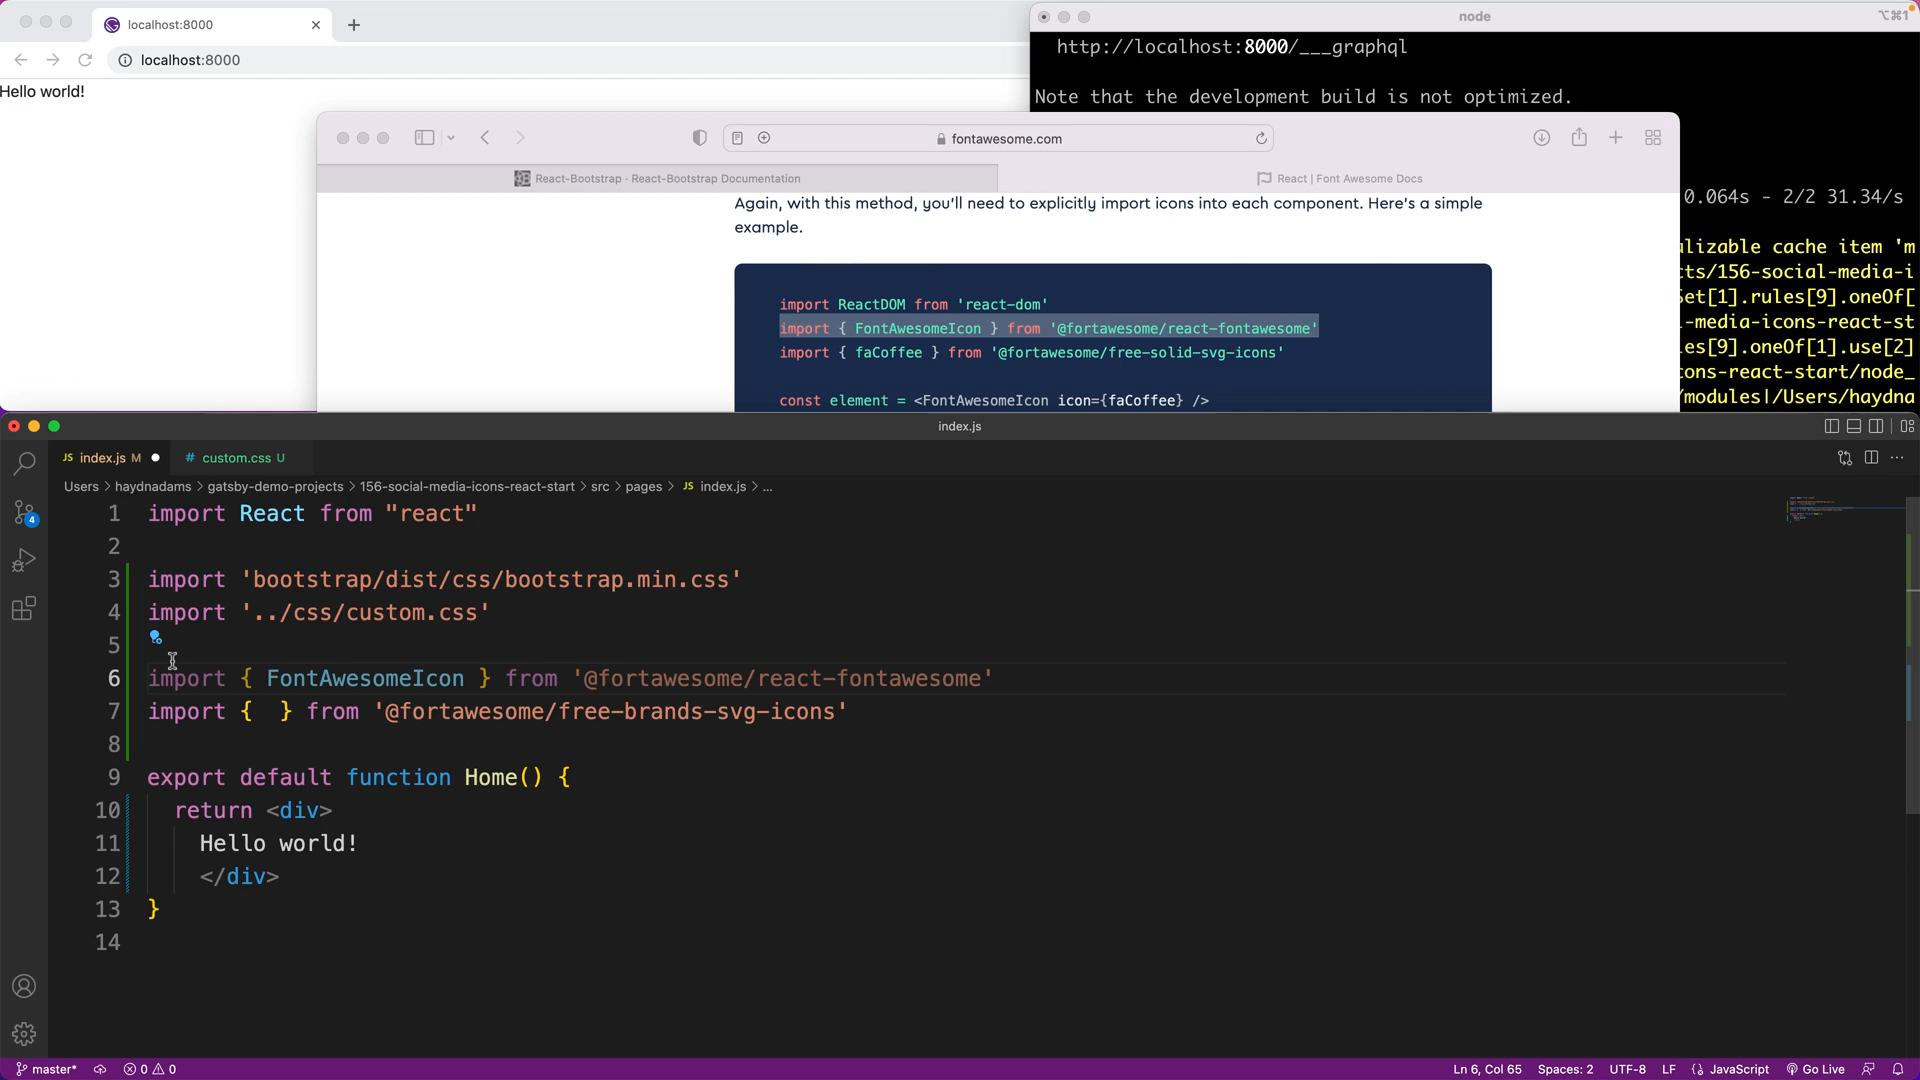 localhost:8000
localhost:8000
Hello world!
node
⌥⌘1
http://localhost:8000/___graphql
Note that the development build is not optimized.
fontawesome.com
React-Bootstrap · React-Bootstrap Documentation
React | Font Awesome Docs
Again, with this method, you'll need to explicitly import icons into each component. Here's a simple
example.
import ReactDOM from 'react-dom'
import { FontAwesomeIcon } from '@fortawesome/react-fontawesome'
import { faCoffee } from '@fortawesome/free-solid-svg-icons'
const element = <FontAwesomeIcon icon={faCoffee} />
0.064s - 2/2 31.34/s
lizable cache item 'm
cts/156-social-media-i
Set[1].rules[9].oneOf[
-media-icons-react-st
es[9].oneOf[1].use[2]
cons-react-start/node_
modules|/Users/haydna
index.js
JS index.js M
# custom.css U
Users > haydnadams > gatsby-demo-projects > 156-social-media-icons-react-start > src > pages > JS index.js > ...
4
1 import React from "react"
2
3 import 'bootstrap/dist/css/bootstrap.min.css'
4 import '../css/custom.css'
5
6 import { FontAwesomeIcon } from '@fortawesome/react-fontawesome'
7 import {  } from '@fortawesome/free-brands-svg-icons'
8
9 export default function Home() {
10 return <div>
11 Hello world!
12 </div>
13 }
14
master* 0 0 Ln 6, Col 65 Spaces: 2 UTF-8 LF {} JavaScript Go Live